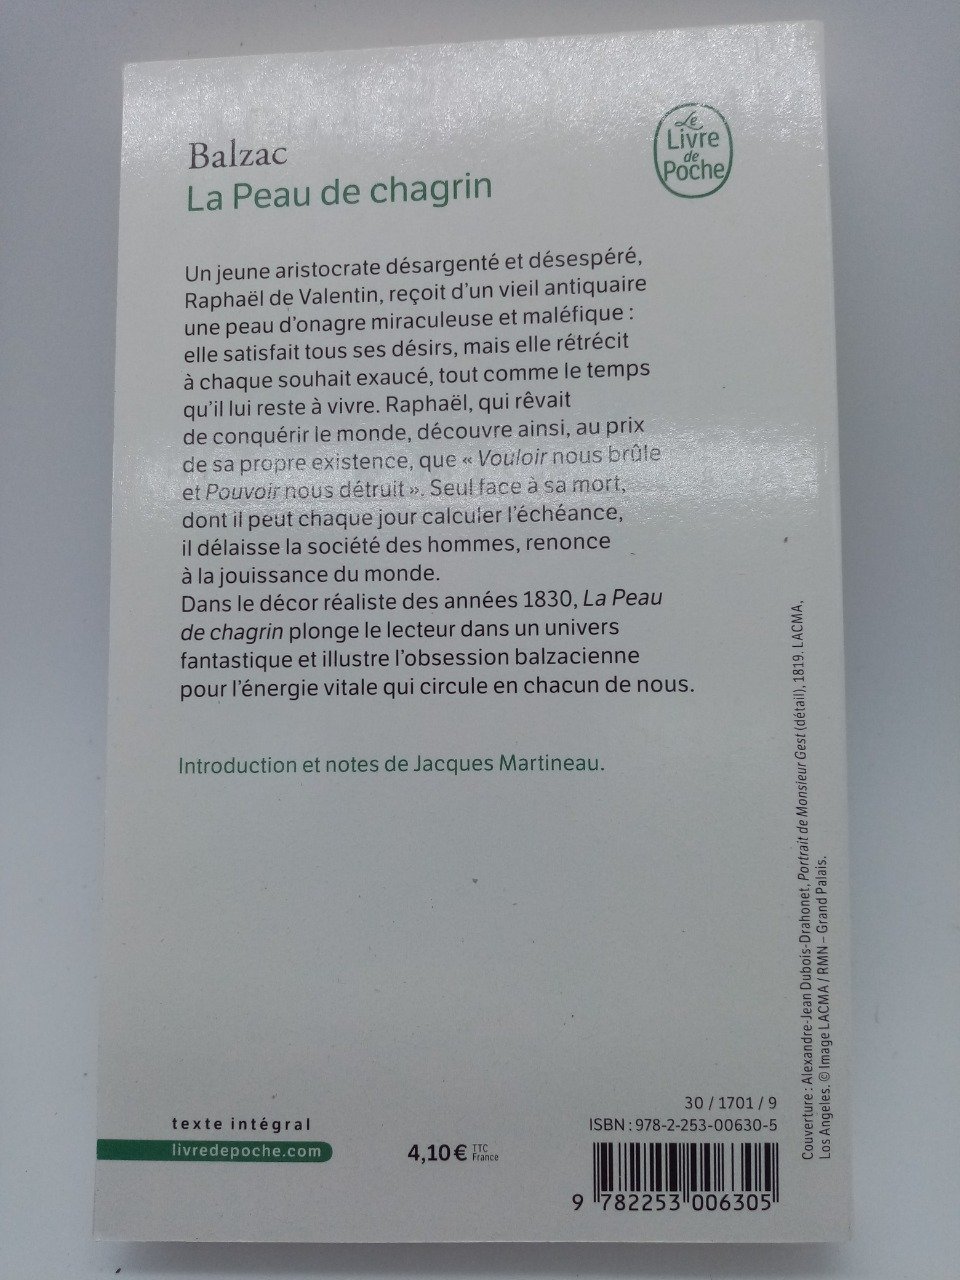 Balzac
La Peau de chagrin
Le
Livre
de
Poche
Un jeune aristocrate désargenté et désespéré,
Raphaël de Valentin, reçoit d'un vieil antiquaire
une peau d'onagre miraculeuse et maléfique :
elle satisfait tous ses désirs, mais elle rétrécit
à chaque souhait exaucé, tout comme le temps
qu'il lui reste à vivre. Raphaël, qui rêvait
de conquérir le monde, découvre ainsi, au prix
de sa propre existence, que « Vouloir nous brûle
et Pouvoir nous détruit ». Seul face à sa mort,
dont il peut chaque jour calculer l'échéance,
il délaisse la société des hommes, renonce
à la jouissance du monde.
Dans le décor réaliste des années 1830, La Peau
de chagrin plonge le lecteur dans un univers
fantastique et illustre l'obsession balzacienne
pour l'énergie vitale qui circule en chacun de nous.
Introduction et notes de Jacques Martineau.
Couverture : Alexandre-Jean Dubois-Drahonet, Portrait de Monsieur Gest (détail), 1819. LACMA,
Los Angeles. © Image LACMA / RMN – Grand Palais.
texte intégral
livredepoche.com
4,10 € TTC
France
30 / 1701 / 9
ISBN : 978-2-253-00630-5
9 782253 006305